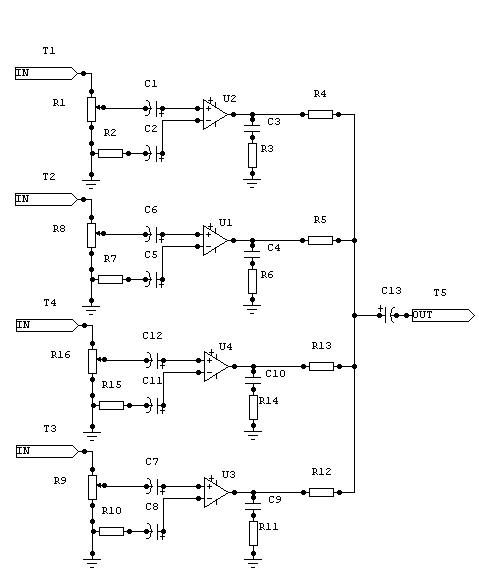 T1
IN
C1
U2
R4
R1
C2
C3
R2
R3
T2
IN
C6
U1
R5
R8
C5
C4
R7
R6
C13
T5
OUT
T4
IN
C12
U4
R13
R16
C11
C10
R15
R14
T3
IN
C7
U3
R12
R9
C8
C9
R10
R11